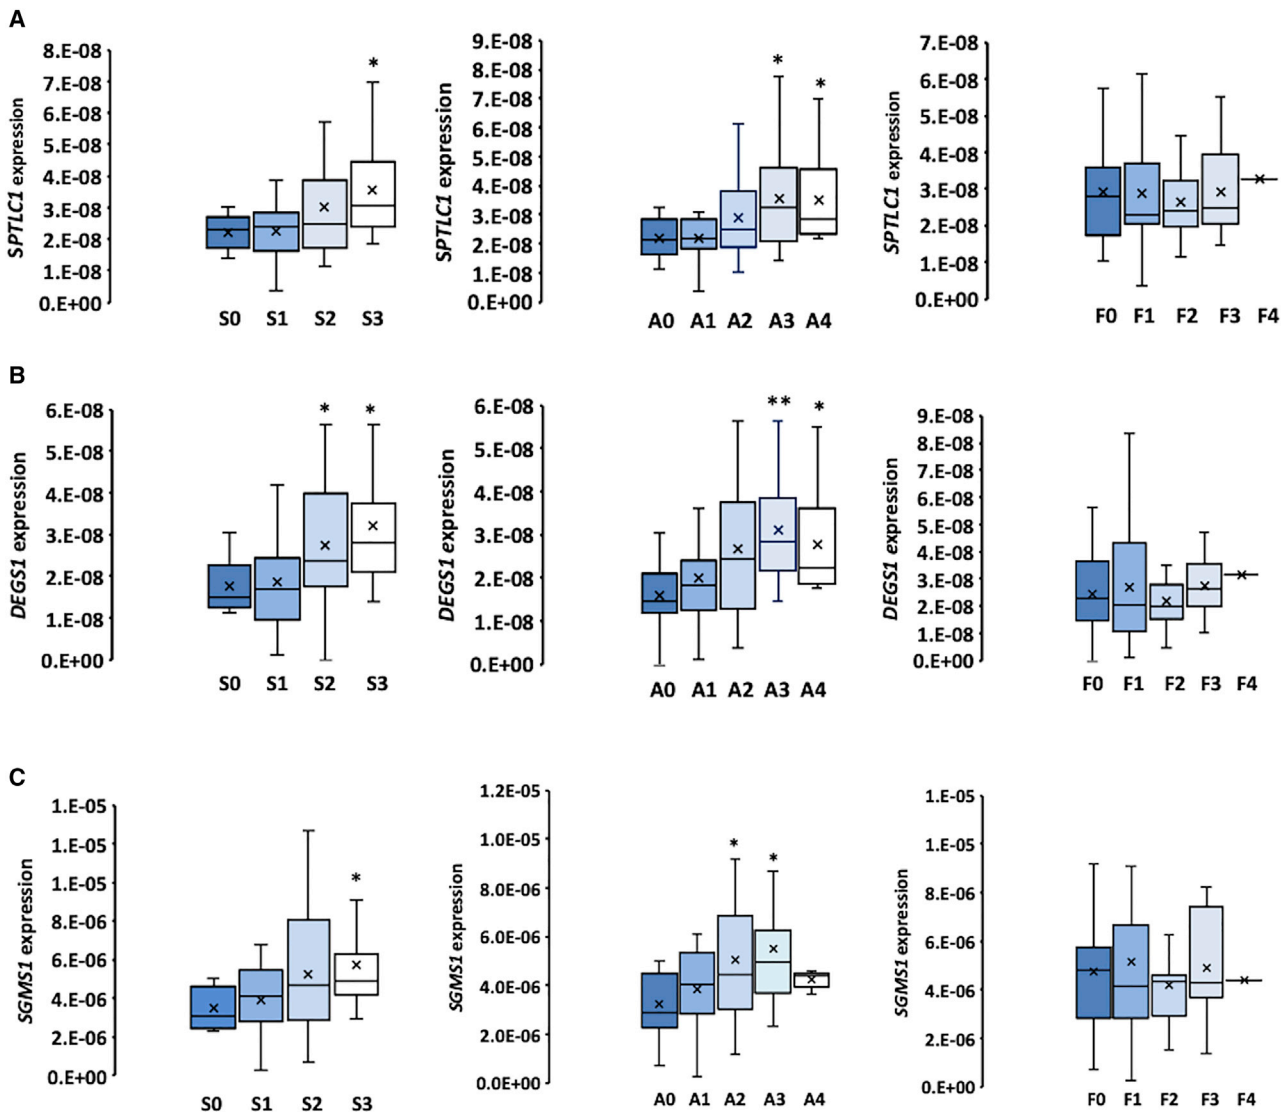 A
SPTLC1 expression
8.E-08
7.E-08
6.E-08
5.E-08
4.E-08
3.E-08
2.E-08
1.E-08
0.E+00
*
S0 S1 S2 S3
SPTLC1 expression
9.E-08
8.E-08
7.E-08
6.E-08
5.E-08
4.E-08
3.E-08
2.E-08
1.E-08
0.E+00
* *
A0 A1 A2 A3 A4
SPTLC1 expression
7.E-08
6.E-08
5.E-08
4.E-08
3.E-08
2.E-08
1.E-08
0.E+00
F0 F1 F2 F3 F4
B
DEGS1 expression
6.E-08
5.E-08
4.E-08
3.E-08
2.E-08
1.E-08
0.E+00
* *
S0 S1 S2 S3
DEGS1 expression
6.E-08
5.E-08
4.E-08
3.E-08
2.E-08
1.E-08
0.E+00
** *
A0 A1 A2 A3 A4
DEGS1 expression
9.E-08
8.E-08
7.E-08
6.E-08
5.E-08
4.E-08
3.E-08
2.E-08
1.E-08
0.E+00
F0 F1 F2 F3 F4
C
SGMS1 expression
1.E-05
1.E-05
1.E-05
8.E-06
6.E-06
4.E-06
2.E-06
0.E+00
*
S0 S1 S2 S3
SGMS1 expression
1.2E-05
1.0E-05
8.0E-06
6.0E-06
4.0E-06
2.0E-06
0.0E+00
* *
A0 A1 A2 A3 A4
SGMS1 expression
1.E-05
1.E-05
8.E-06
6.E-06
4.E-06
2.E-06
0.E+00
F0 F1 F2 F3 F4